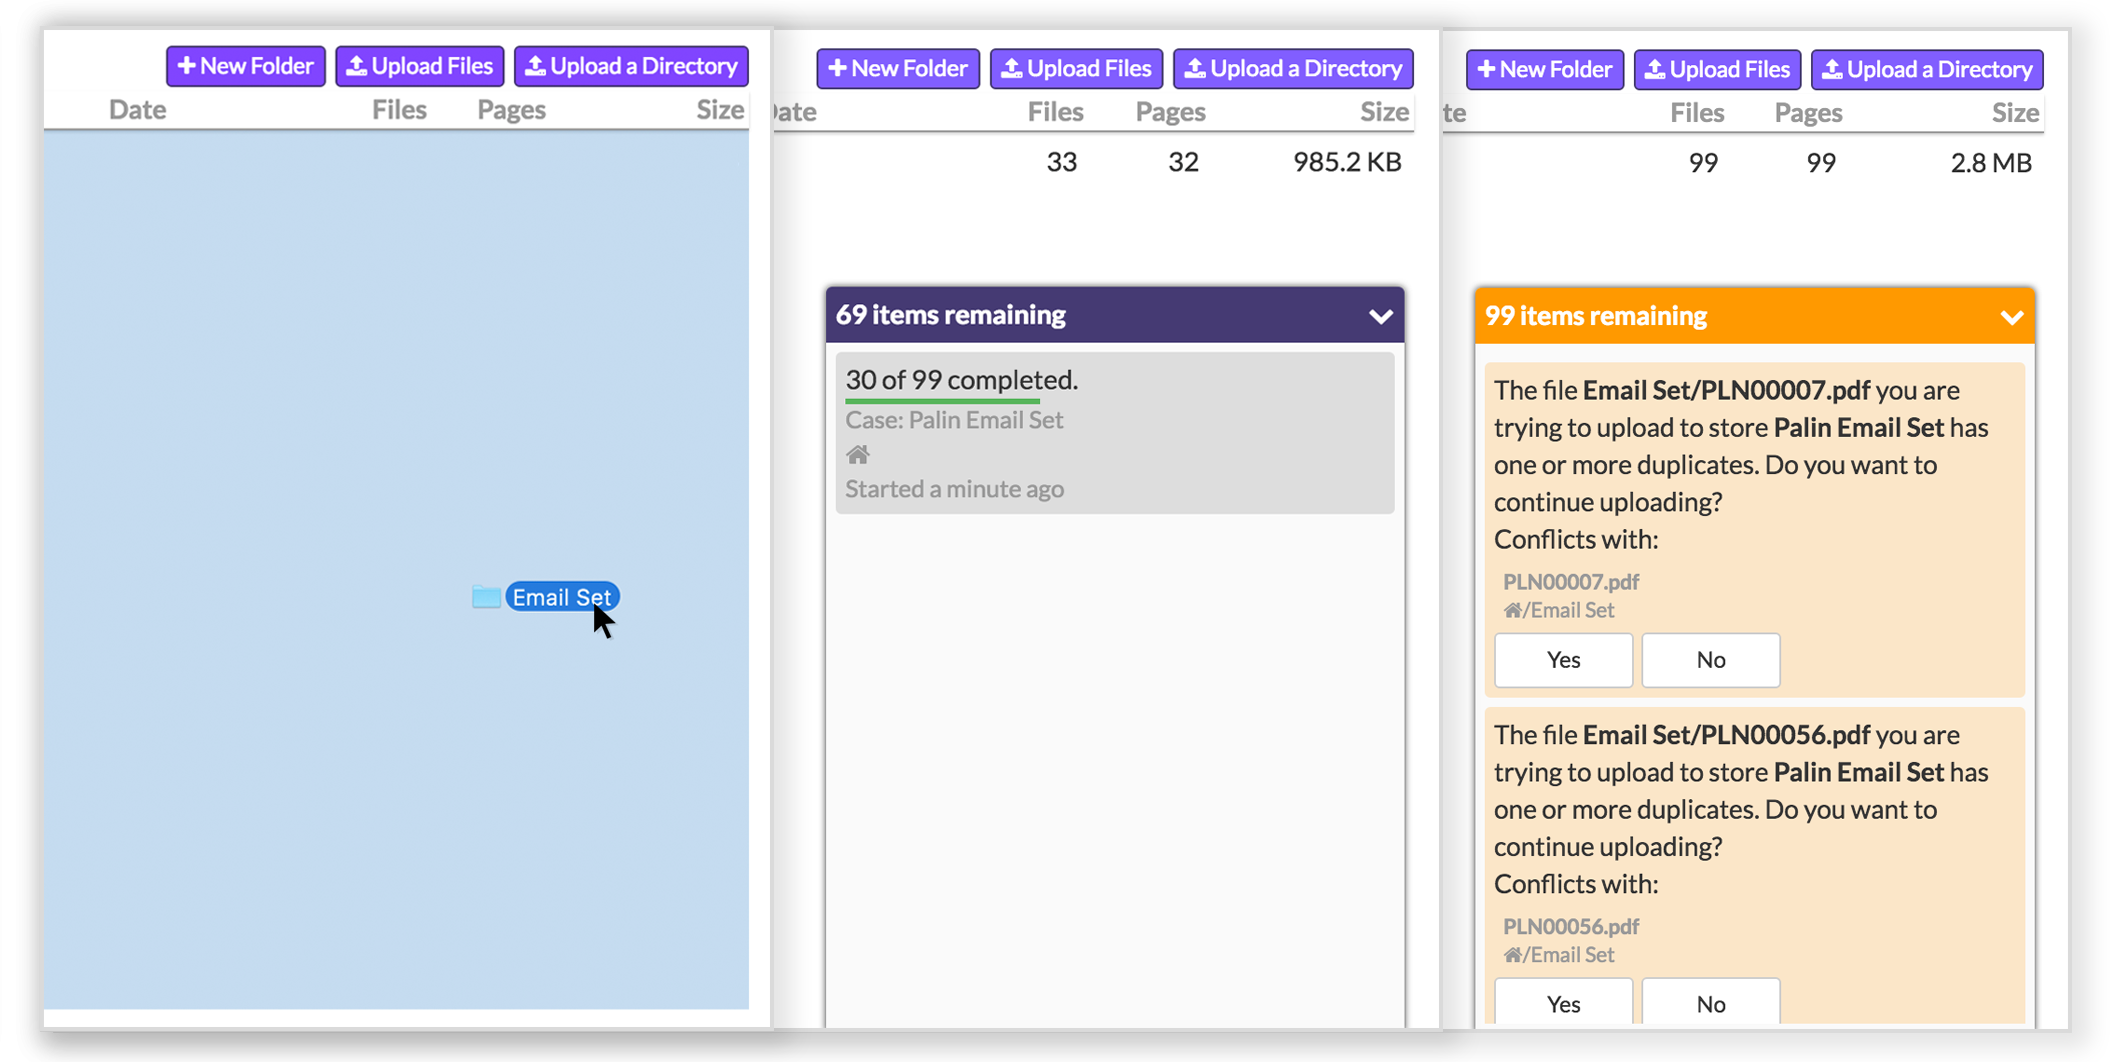 New Folder Upload Files Upload a Directory
Date Files Pages Size
Email Set
New Folder Upload Files Upload a Directory
Date Files Pages Size
33 32 985.2 KB
69 items remaining
30 of 99 completed.
Case: Palin Email Set
Started a minute ago
New Folder Upload Files Upload a Directory
te Files Pages Size
99 99 2.8 MB
99 items remaining
The file Email Set/PLN00007.pdf you are
trying to upload to store Palin Email Set has
one or more duplicates. Do you want to
continue uploading?
Conflicts with:
PLN00007.pdf
/Email Set
Yes No
The file Email Set/PLN00056.pdf you are
trying to upload to store Palin Email Set has
one or more duplicates. Do you want to
continue uploading?
Conflicts with:
PLN00056.pdf
/Email Set
Yes No